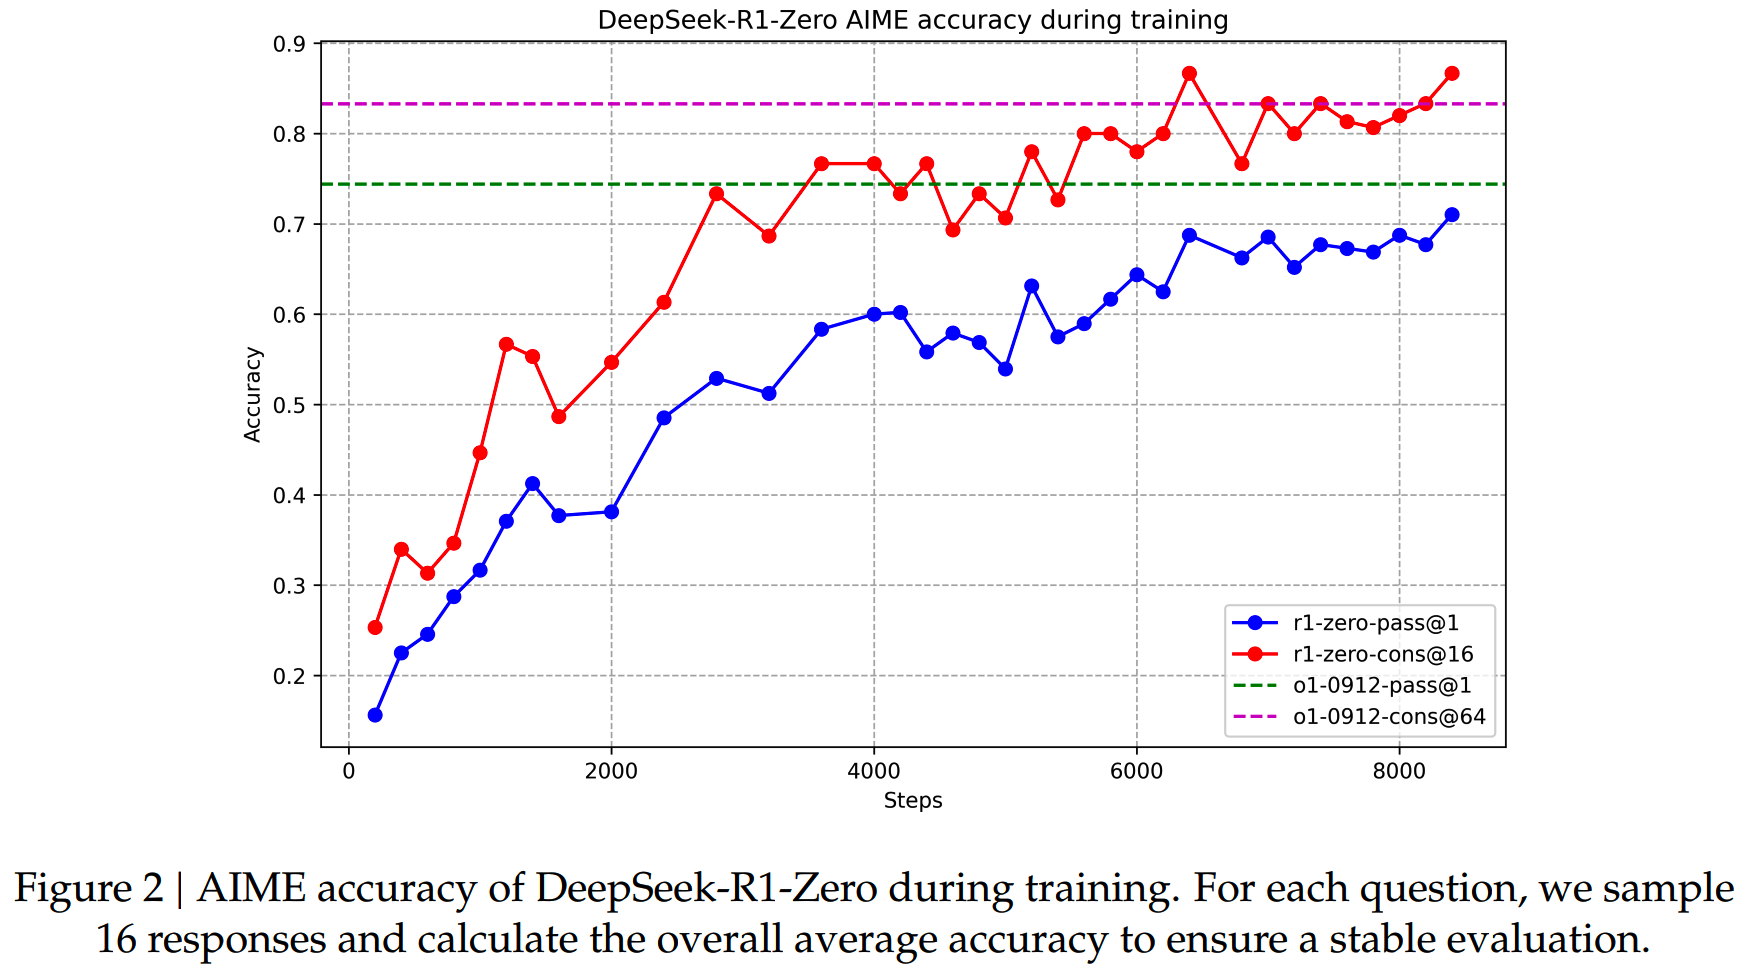 DeepSeek-R1-Zero AIME accuracy during training
0.9
0.8
0.7
0.6
0.5
0.4
0.3
0.2
Accuracy
0 2000 4000 6000 8000
Steps
r1-zero-pass@1
r1-zero-cons@16
o1-0912-pass@1
o1-0912-cons@64
Figure 2 | AIME accuracy of DeepSeek-R1-Zero during training. For each question, we sample
16 responses and calculate the overall average accuracy to ensure a stable evaluation.